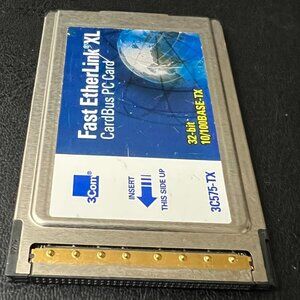 Fast EtherLink® XL
CardBus PC Card
32-bit
10/100BASE-TX
3Com®
INSERT
THIS SIDE UP
3C575-TX